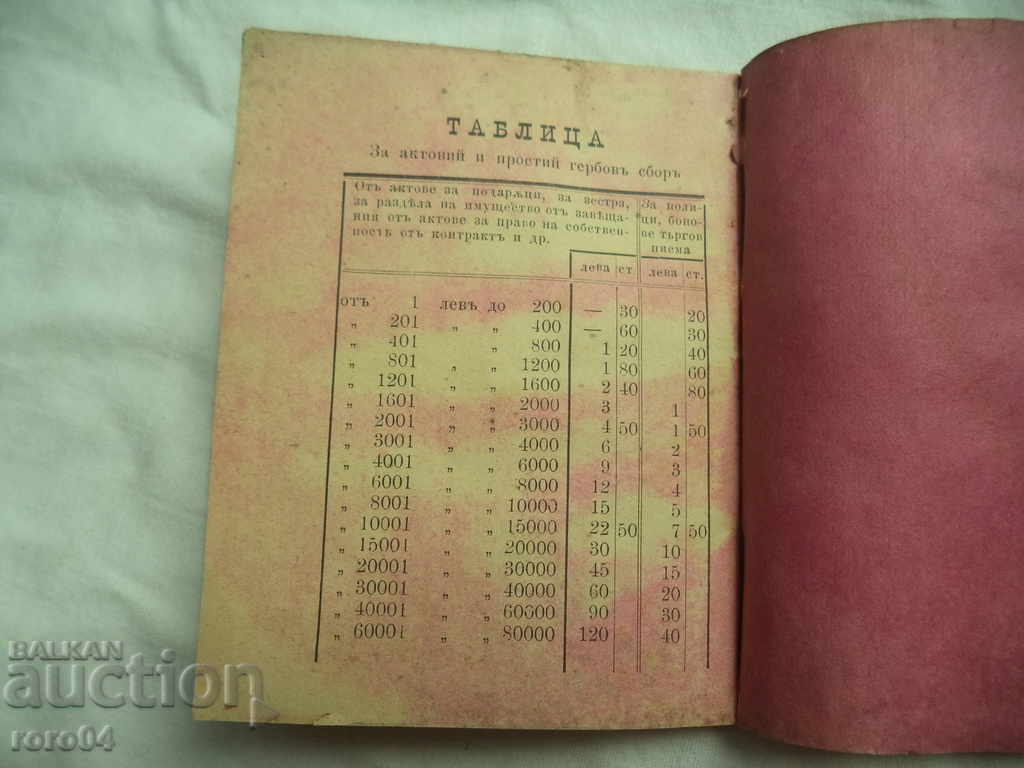 ТАБЛИЦА
За актовий и простий гербовъ сборъ
Отъ актове за подаржци, за зестра,
за раздела на имущество отъ завѣща-
ния отъ актове за право на собствен-
ность отъ контрактъ и др.
За поли-
ци, боно-
ве търгов
писма
лева ст лева ст.
отъ 1 левъ до 200 — 30 20
„ 201 „ „ 400 — 60 30
„ 401 „ 800 1 20 40
„ 801 „ „ 1200 1 80 60
„ 1201 „ „ 1600 2 40 80
„ 1601 „ „ 2000 3 1
„ 2001 „ „ 3000 4 50 1 50
„ 3001 „ „ 4000 6 2
„ 4001 „ „ 6000 9 3
„ 6001 „ „ 8000 12 4
„ 8001 „ „ 10000 15 5
„ 10001 „ „ 15000 22 50 7 50
„ 15001 „ „ 20000 30 10
„ 20001 „ „ 30000 45 15
„ 30001 „ „ 40000 60 20
„ 40001 „ „ 60000 90 30
„ 60001 „ „ 80000 120 40
BALKAN
auction
roro04